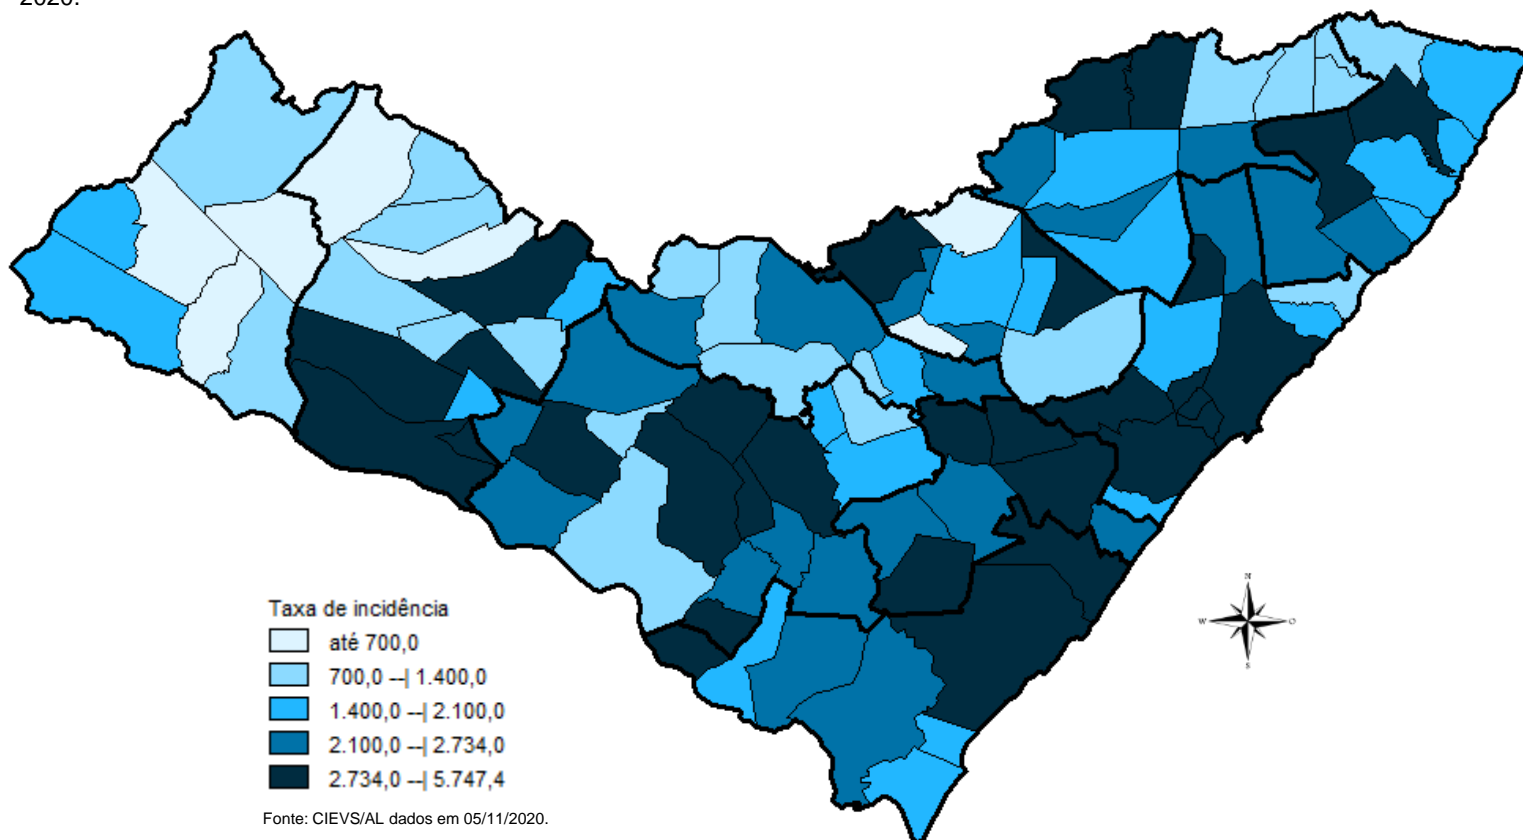 2020.
N
W
O
S
Taxa de incidência
até 700,0
700,0 --| 1.400,0
1.400,0 --| 2.100,0
2.100,0 --| 2.734,0
2.734,0 --| 5.747,4
Fonte: CIEVS/AL dados em 05/11/2020.